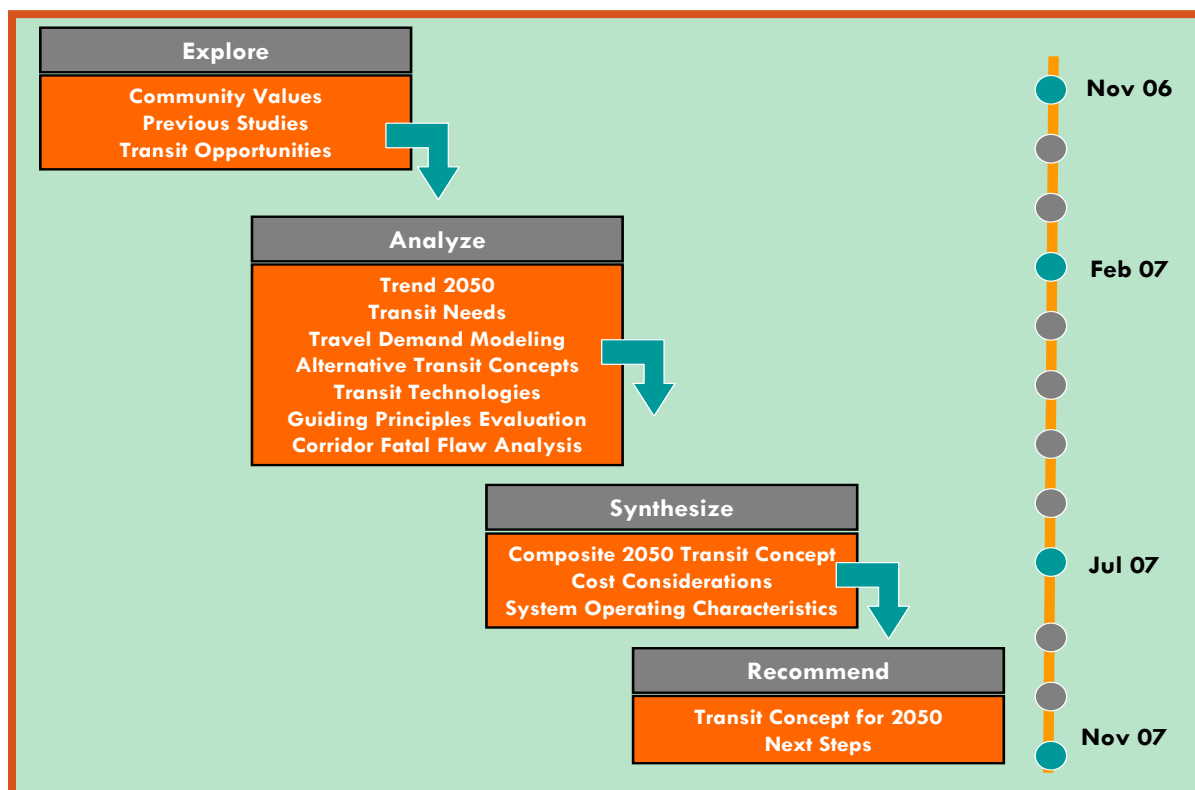 Explore
Community Values
Previous Studies
Transit Opportunities
Analyze
Trend 2050
Transit Needs
Travel Demand Modeling
Alternative Transit Concepts
Transit Technologies
Guiding Principles Evaluation
Corridor Fatal Flaw Analysis
Synthesize
Composite 2050 Transit Concept
Cost Considerations
System Operating Characteristics
Recommend
Transit Concept for 2050
Next Steps
Nov 06
Feb 07
Jul 07
Nov 07